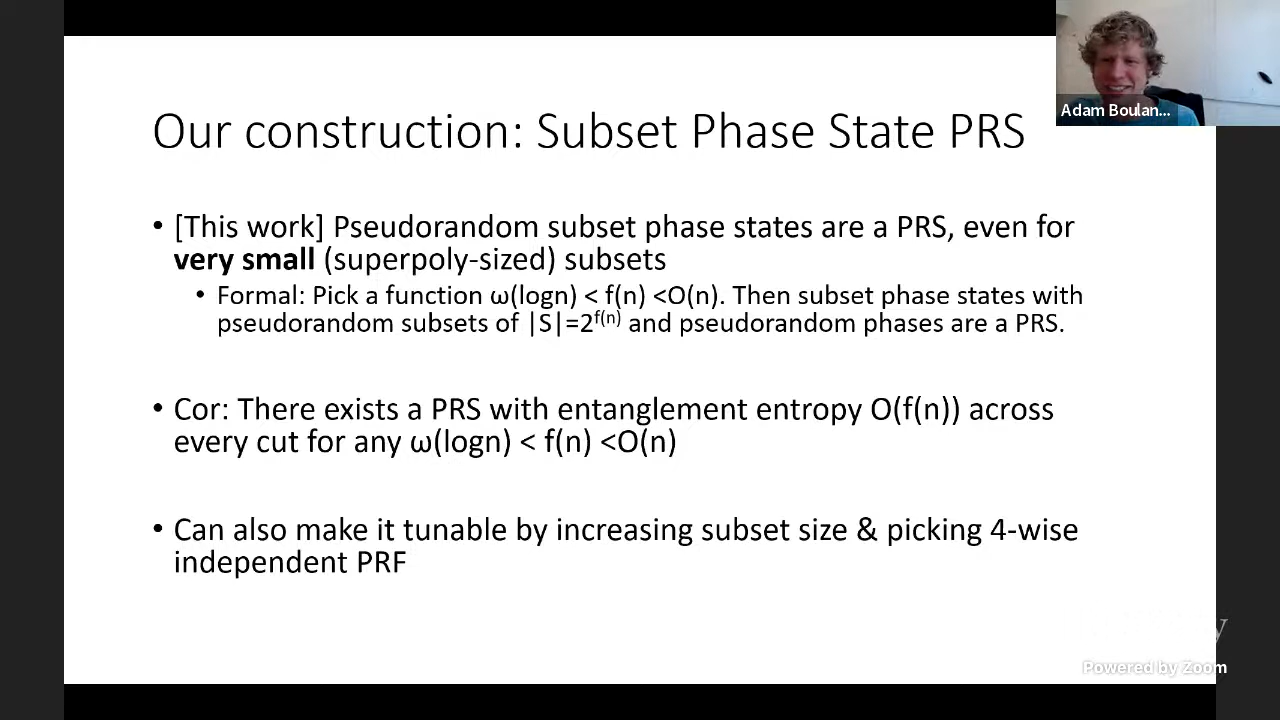 Adam Boulan...
Our construction: Subset Phase State PRS
• [This work] Pseudorandom subset phase states are a PRS, even for
very small (superpoly-sized) subsets
• Formal: Pick a function ω(logn) < f(n) <O(n). Then subset phase states with
pseudorandom subsets of |S|=2^f(n) and pseudorandom phases are a PRS.
• Cor: There exists a PRS with entanglement entropy O(f(n)) across
every cut for any ω(logn) < f(n) <O(n)
• Can also make it tunable by increasing subset size & picking 4-wise
independent PRF
Powered by Zoom